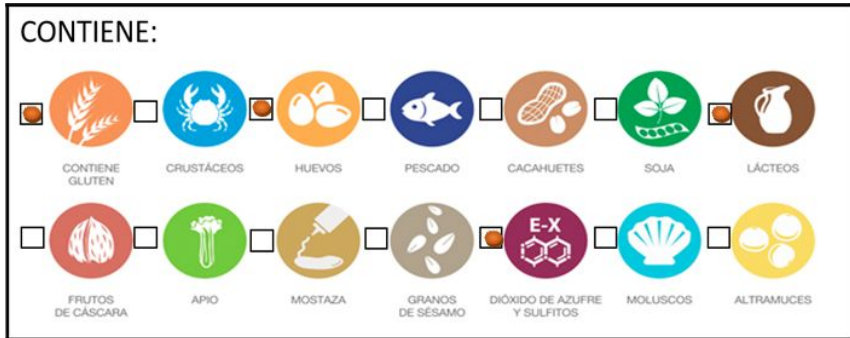 CONTIENE:
CONTIENE GLUTEN
CRUSTÁCEOS
HUEVOS
PESCADO
CACAHUETES
SOJA
LÁCTEOS
E-X
FRUTOS DE CÁSCARA
APIO
MOSTAZA
GRANOS DE SÉSAMO
DIÓXIDO DE AZUFRE Y SULFITOS
MOLUSCOS
ALTRAMUCES